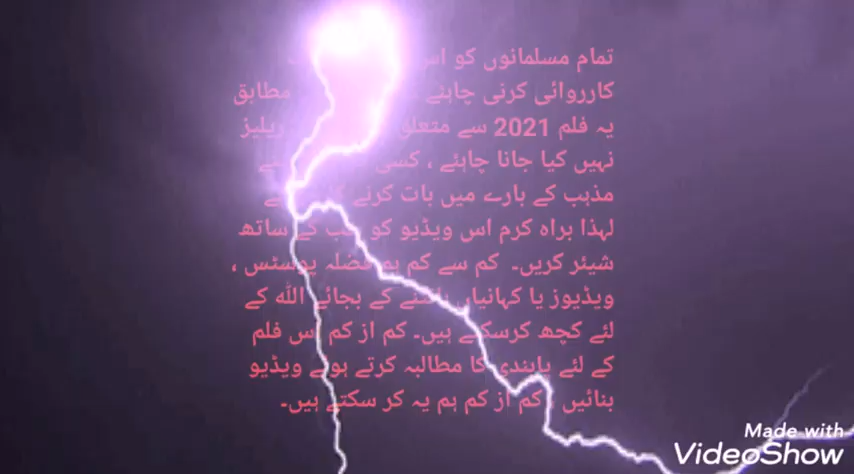 تمام مسلمانوں کو
کارروائی کرنی چاہئے مطابق
یہ فلم 2021 سے ریلیز
نہیں کیا جانا چاہئے ، کسی
مذہب کے بارے میں بات کرنے
لہذا براہ کرم اس ویڈیو کو سب کے ساتھ
شیئر کریں۔ کم سے کم ہم پوسٹس ،
ویڈیوز یا کہانیاں کے بجائے اللہ کے
لئے کچھ کرسکتے ہیں۔ کم از کم اس فلم
کے لئے پابندی کا مطالبہ کرتے ہوئے ویڈیو
بنائیں کم از کم ہم یہ کر سکتے ہیں۔
Made with
VideoShow